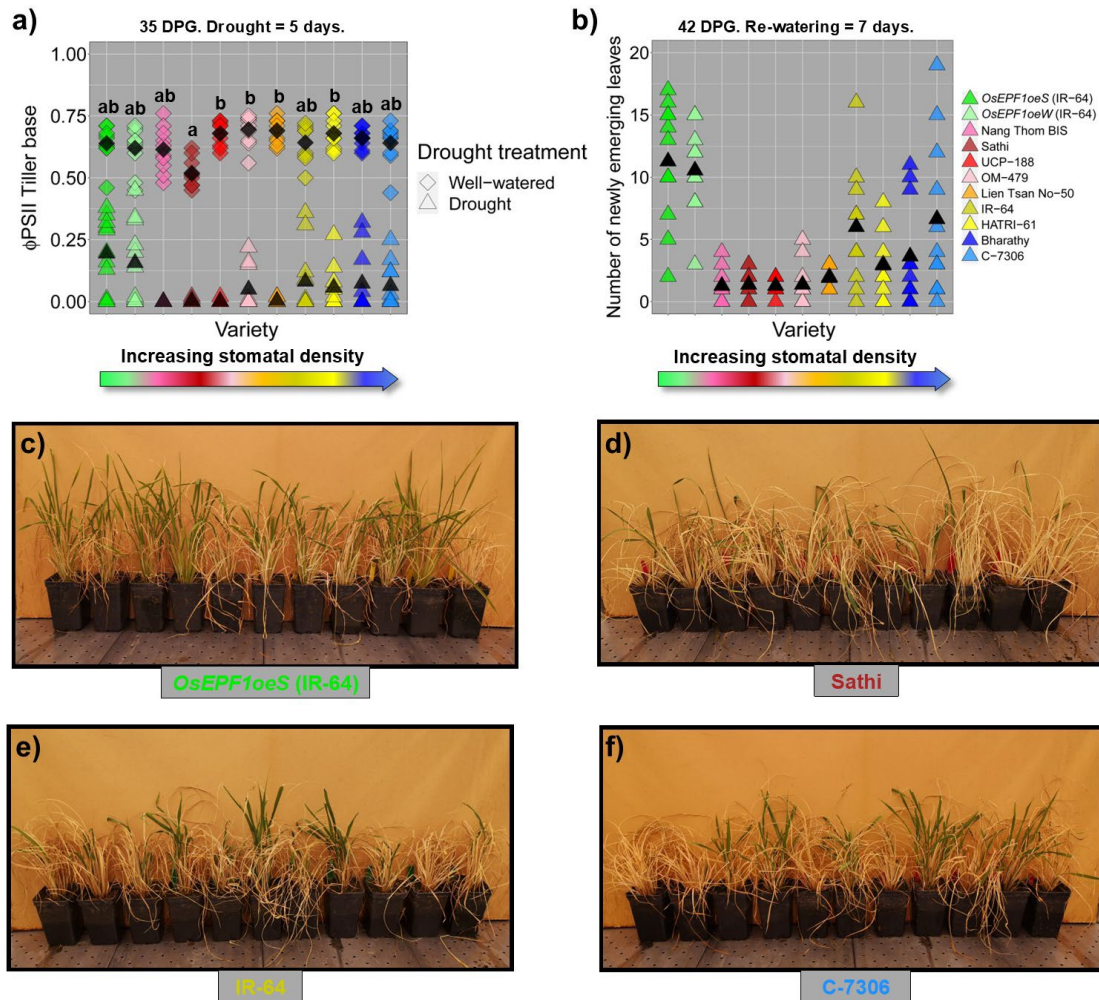 a)
35 DPG. Drought = 5 days.
1.00
0.75
0.50
0.25
0.00
ϕPSII Tiller base
ab ab ab a b b b ab b ab ab
Variety
Drought treatment
Well−watered
Drought
Increasing stomatal density
b)
42 DPG. Re-watering = 7 days.
20
15
10
5
0
Number of newly emerging leaves
Variety
OsEPF1oeS (IR−64)
OsEPF1oeW (IR−64)
Nang Thom BIS
Sathi
UCP−188
OM−479
Lien Tsan No−50
IR−64
HATRI−61
Bharathy
C−7306
Increasing stomatal density
c)
OsEPF1oeS (IR-64)
d)
Sathi
e)
IR-64
f)
C-7306